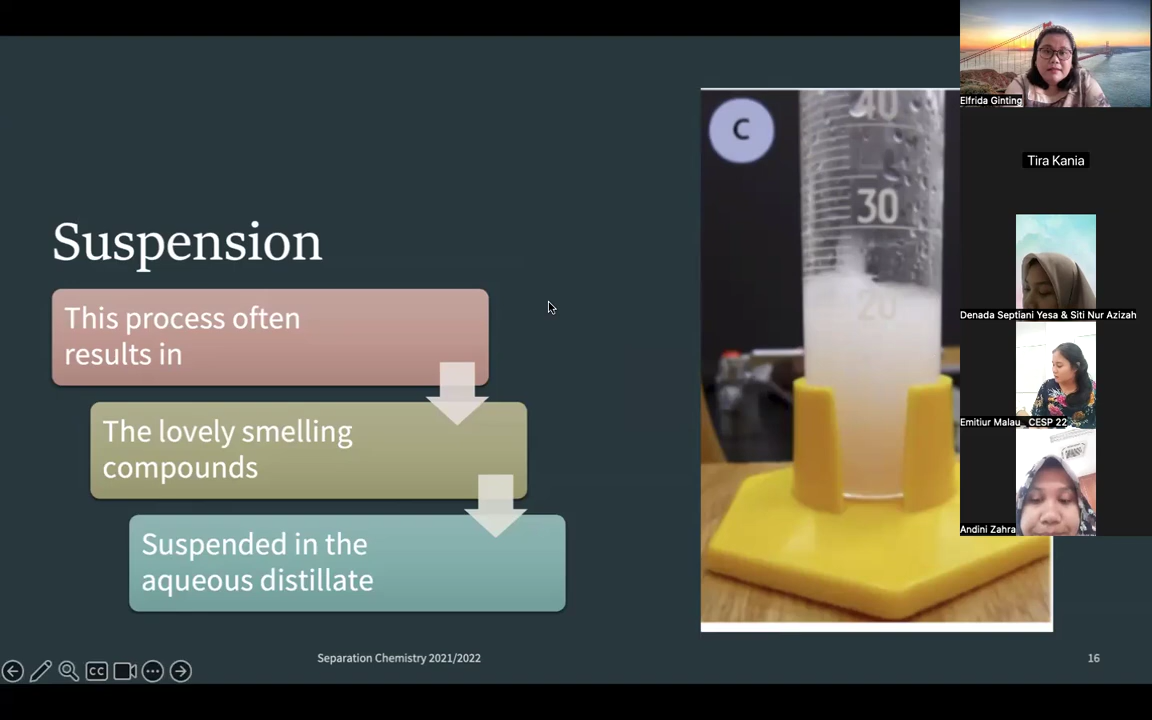 Suspension
This process often
results in
The lovely smelling
compounds
Suspended in the
aqueous distillate
C
40
30
20
Separation Chemistry 2021/2022
16
CC
Elfrida Ginting
Tira Kania
Denada Septiani Yesa & Siti Nur Azizah
Emitiur Malau_ CESP 22
Andini Zahra